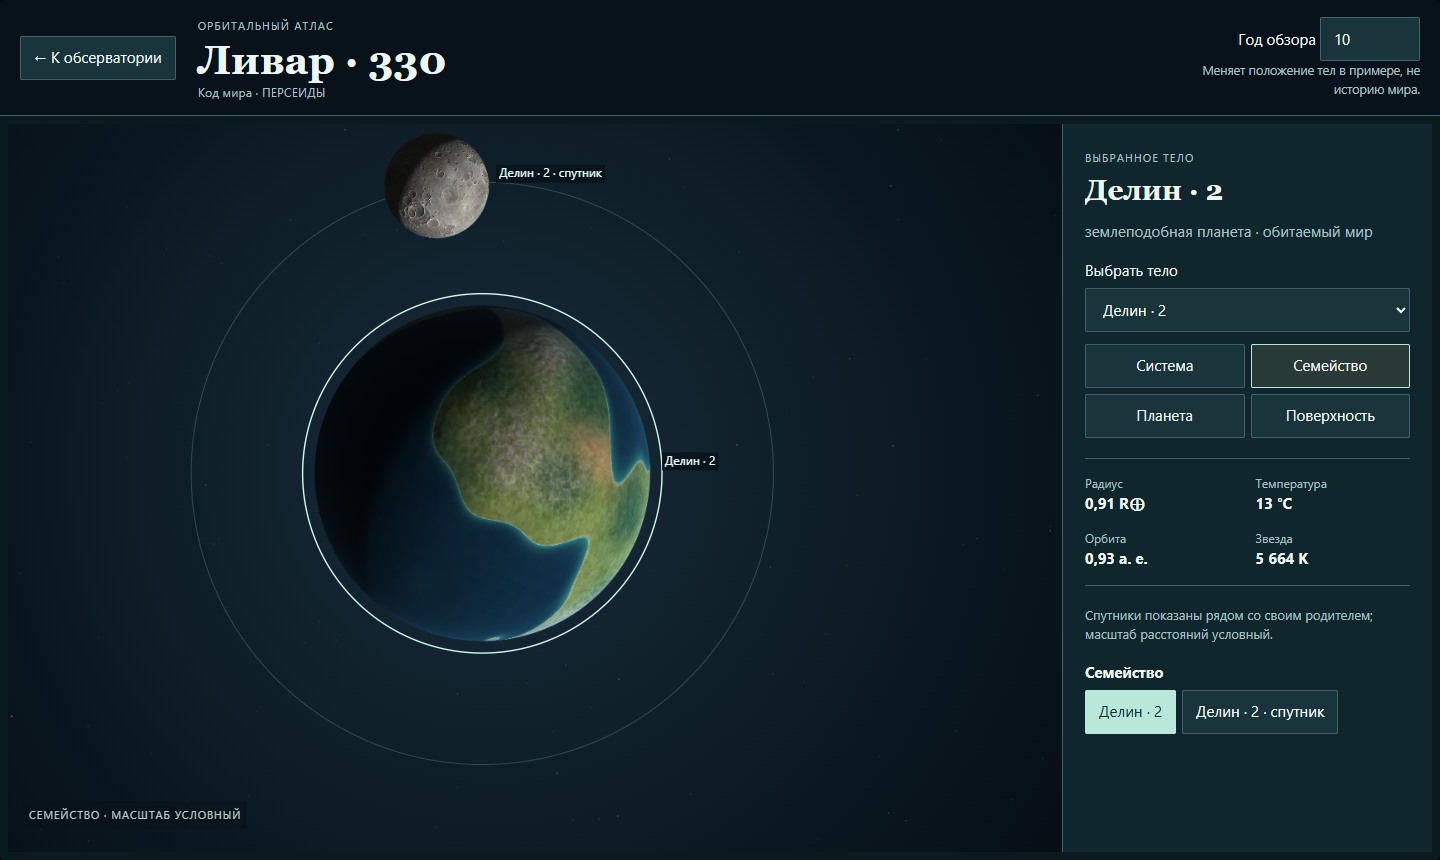 ← К обсерватории
ОРБИТАЛЬНЫЙ АТЛАС
Ливар · 330
Код мира · ПЕРСЕИДЫ
Год обзора 10
Меняет положение тел в примере, не
историю мира.
Делин · 2 · спутник
Делин · 2
СЕМЕЙСТВО · МАСШТАБ УСЛОВНЫЙ
ВЫБРАННОЕ ТЕЛО
Делин · 2
землеподобная планета · обитаемый мир
Выбрать тело
Делин · 2
Система Семейство
Планета Поверхность
Радиус Температура
0,91 R⊕ 13 °C
Орбита Звезда
0,93 а. е. 5 664 K
Спутники показаны рядом со своим родителем;
масштаб расстояний условный.
Семейство
Делин · 2 Делин · 2 · спутник